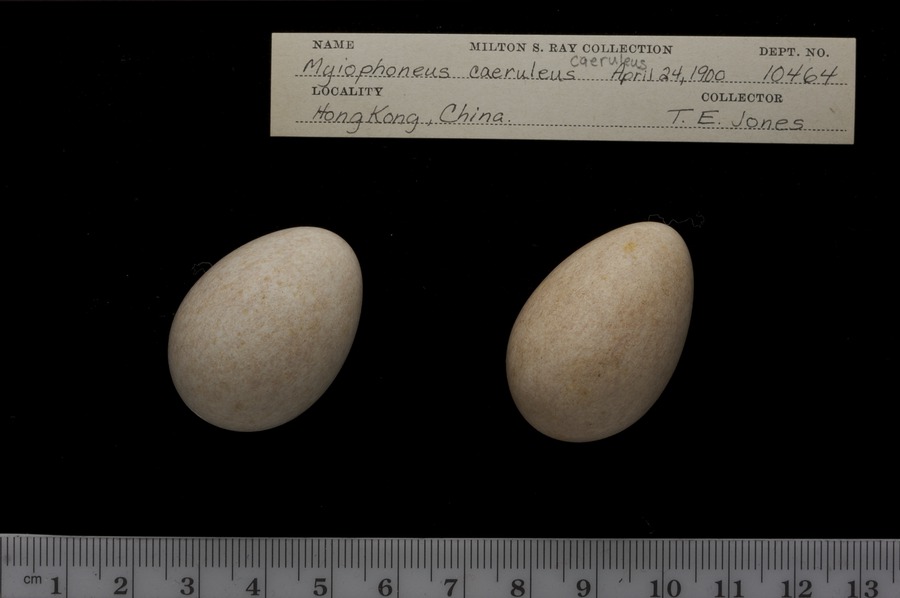 NAME MILTON S. RAY COLLECTION DEPT. NO.
caeruleus
Myiophoneus caeruleus April 24, 1900 10464
LOCALITY COLLECTOR
Hong Kong, China. T. E. Jones
cm 1 2 3 4 5 6 7 8 9 10 11 12 13